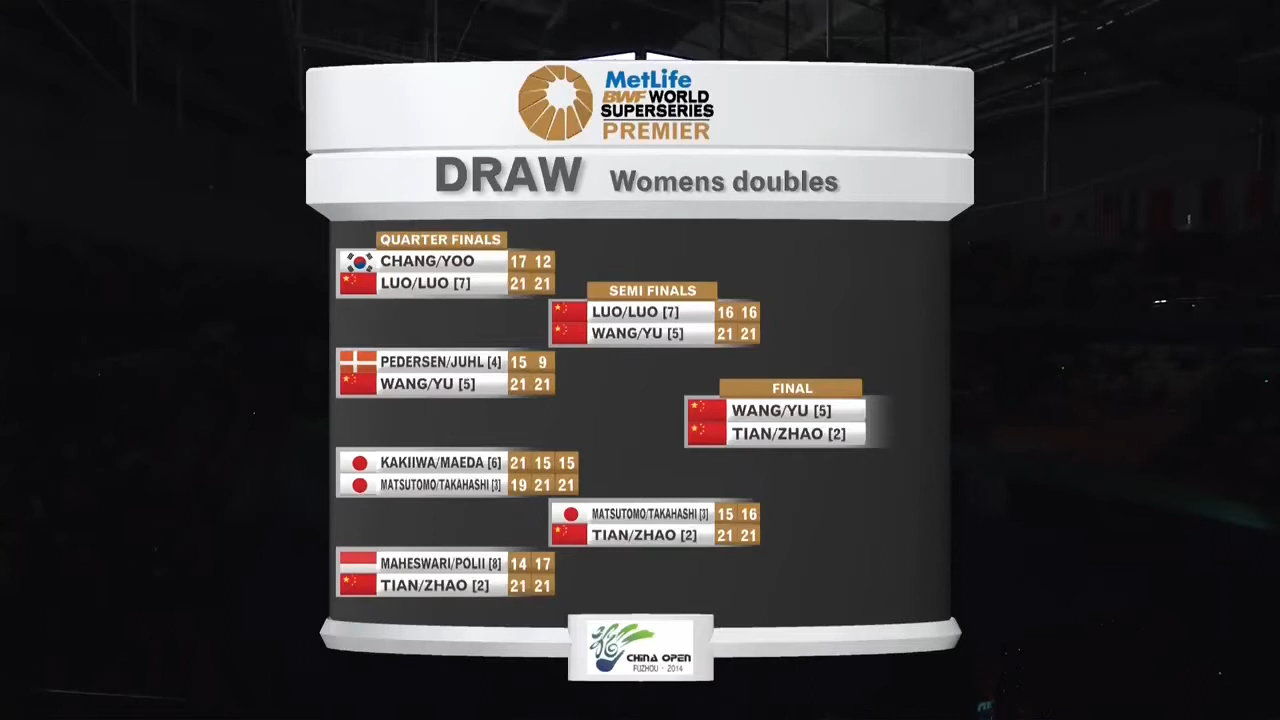 MetLife
BWF WORLD
SUPERSERIES
PREMIER
DRAW Womens doubles
QUARTER FINALS
CHANG/YOO 17 12
LUO/LUO [7] 21 21
SEMI FINALS
LUO/LUO [7] 16 16
WANG/YU [5] 21 21
PEDERSEN/JUHL [4] 15 9
WANG/YU [5] 21 21
FINAL
WANG/YU [5]
TIAN/ZHAO [2]
KAKIIWA/MAEDA [6] 21 15 15
MATSUTOMO/TAKAHASHI [3] 19 21 21
MATSUTOMO/TAKAHASHI [3] 15 16
TIAN/ZHAO [2] 21 21
MAHESWARI/POLII [8] 14 17
TIAN/ZHAO [2] 21 21
CHINA OPEN
FUZHOU · 2014